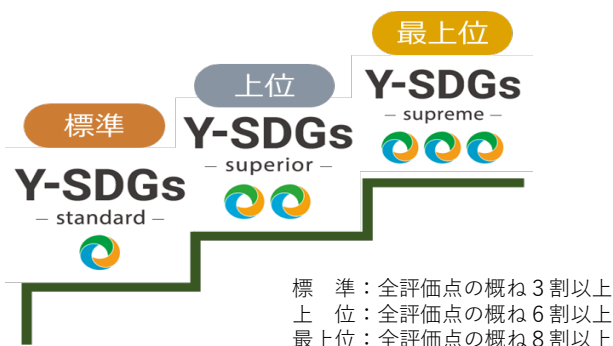 最上位
Y-SDGs
– supreme –
上位
Y-SDGs
– superior –
標準
Y-SDGs
– standard –
標　準：全評価点の概ね３割以上
上　位：全評価点の概ね６割以上
最上位：全評価点の概ね８割以上